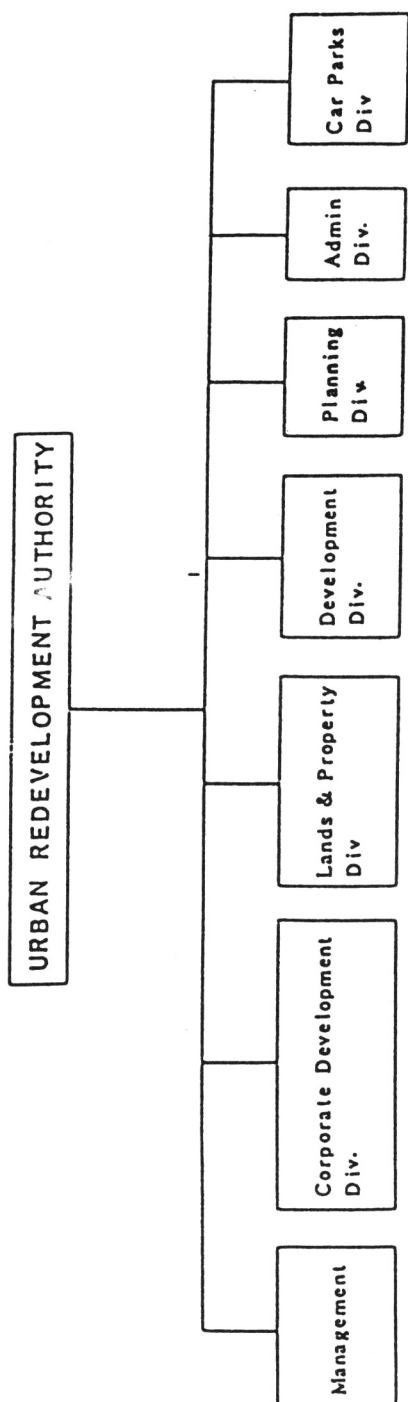 URBAN REDEVELOPMENT AUTHORITY
Management
Corporate Development
Div.
Lands & Property
Div
Development
Div.
Planning
Div.
Admin
Div.
Car Parks
Div